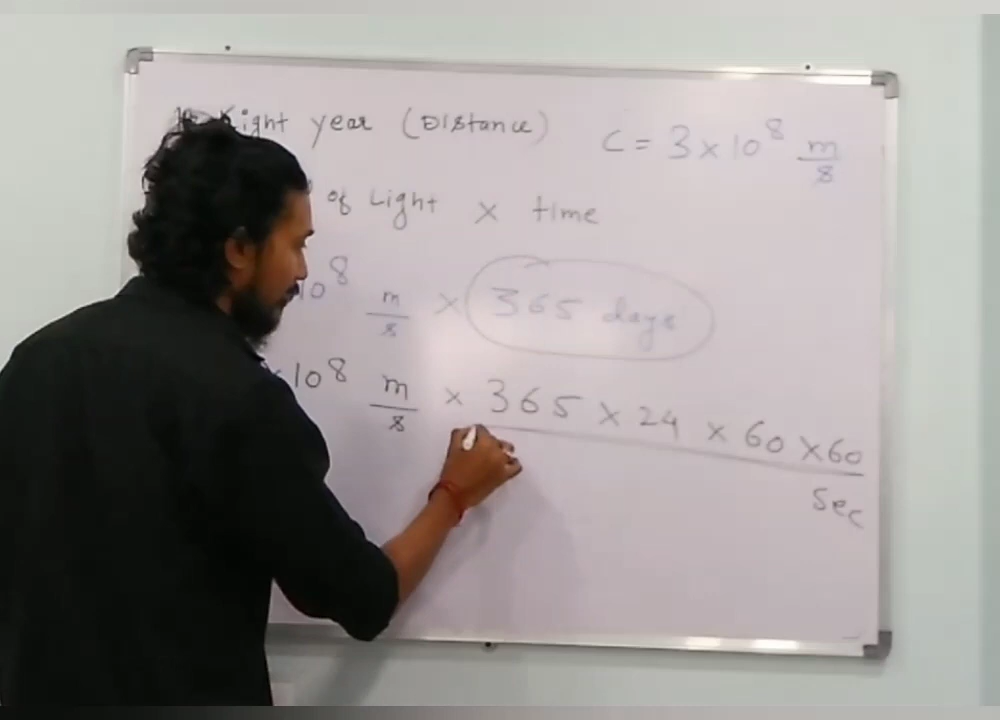 Light year (Distance)
C = 3 x 10⁸ m/s
of Light x time
10⁸ m/s x 365 days
x 10⁸ m/s x 365 x 24 x 60 x 60
Sec